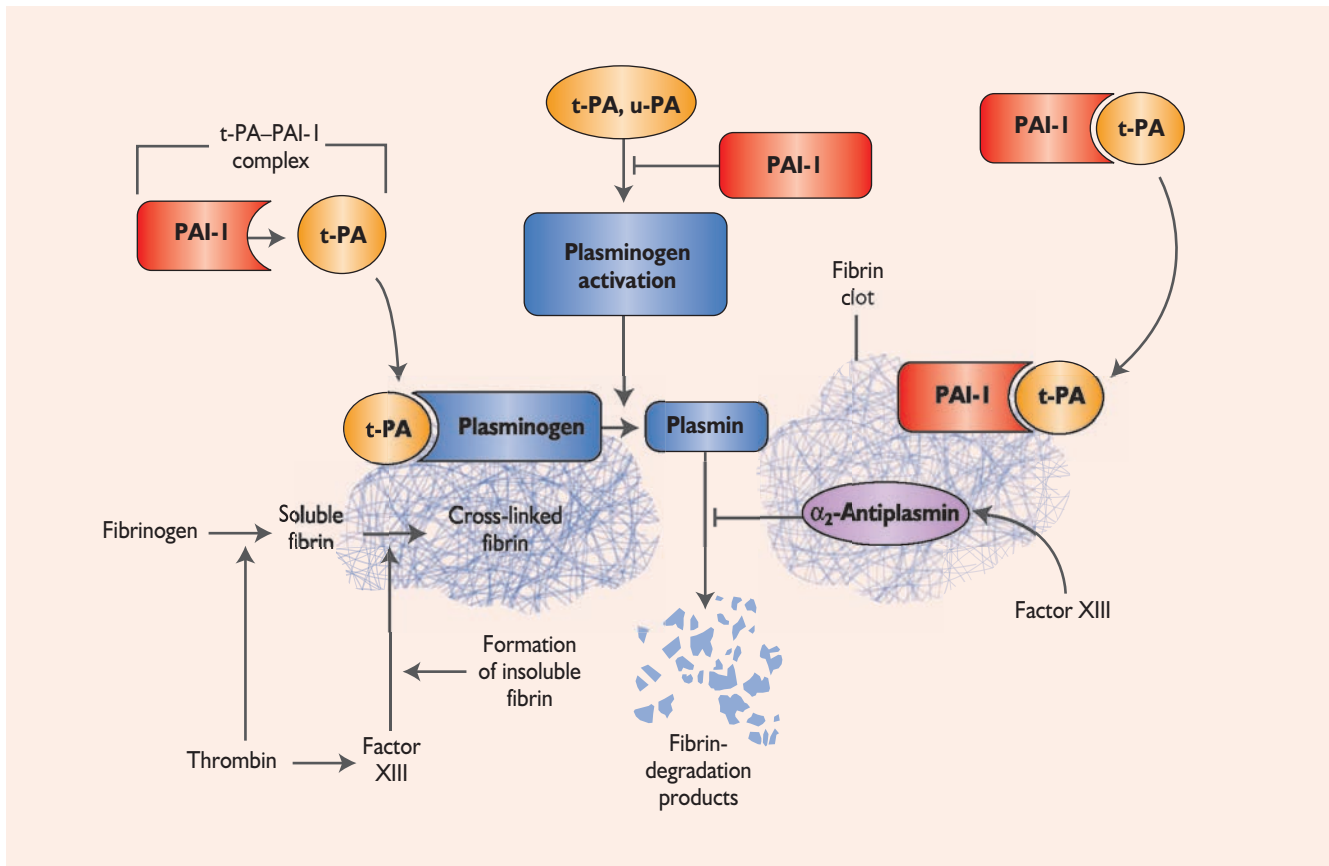 t-PA–PAI-1
complex
PAI-1
t-PA
t-PA, u-PA
PAI-1
PAI-1
t-PA
Plasminogen
activation
Fibrin
clot
PAI-1
t-PA
t-PA
Plasminogen
Plasmin
α₂-Antiplasmin
Fibrinogen
Soluble
fibrin
Cross-linked
fibrin
Factor XIII
Formation
of insoluble
fibrin
Thrombin
Factor
XIII
Fibrin-
degradation
products